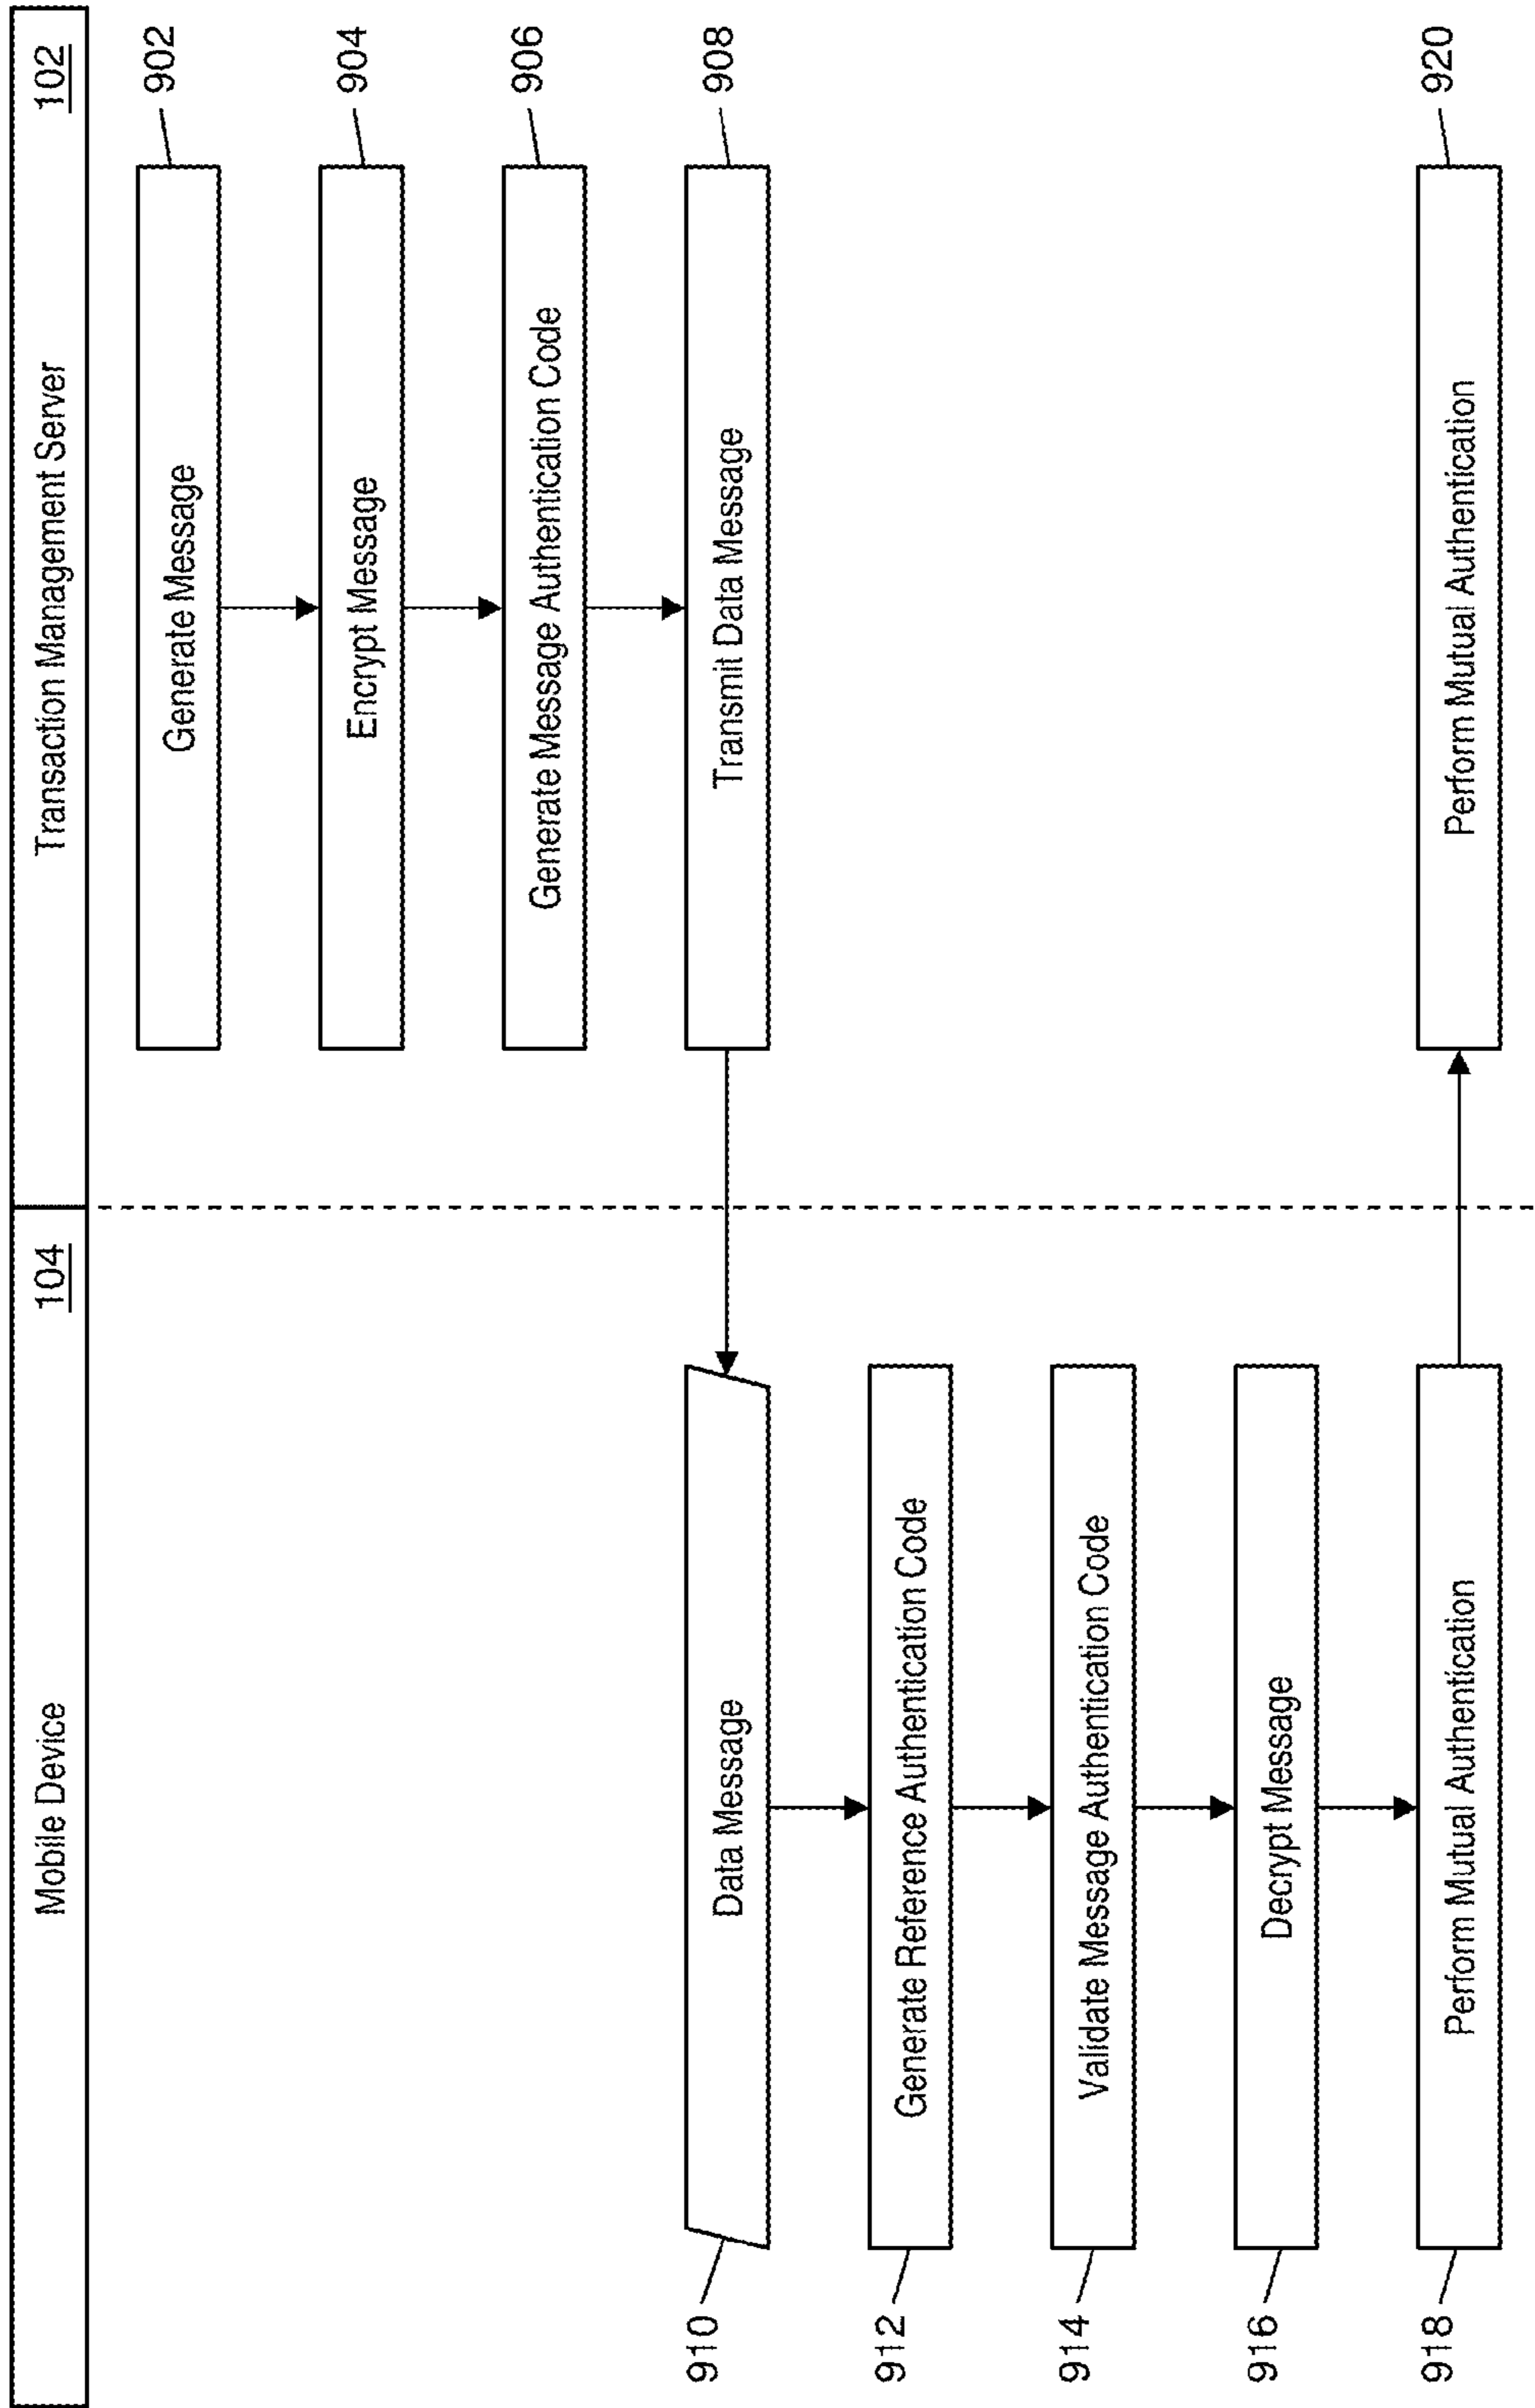 Mobile Device 104
Transaction Management Server 102
Generate Message
902
Encrypt Message
904
Generate Message Authentication Code
906
910
Data Message
Transmit Data Message
908
912
Generate Reference Authentication Code
914
Validate Message Authentication Code
916
Decrypt Message
918
Perform Mutual Authentication
Perform Mutual Authentication
920